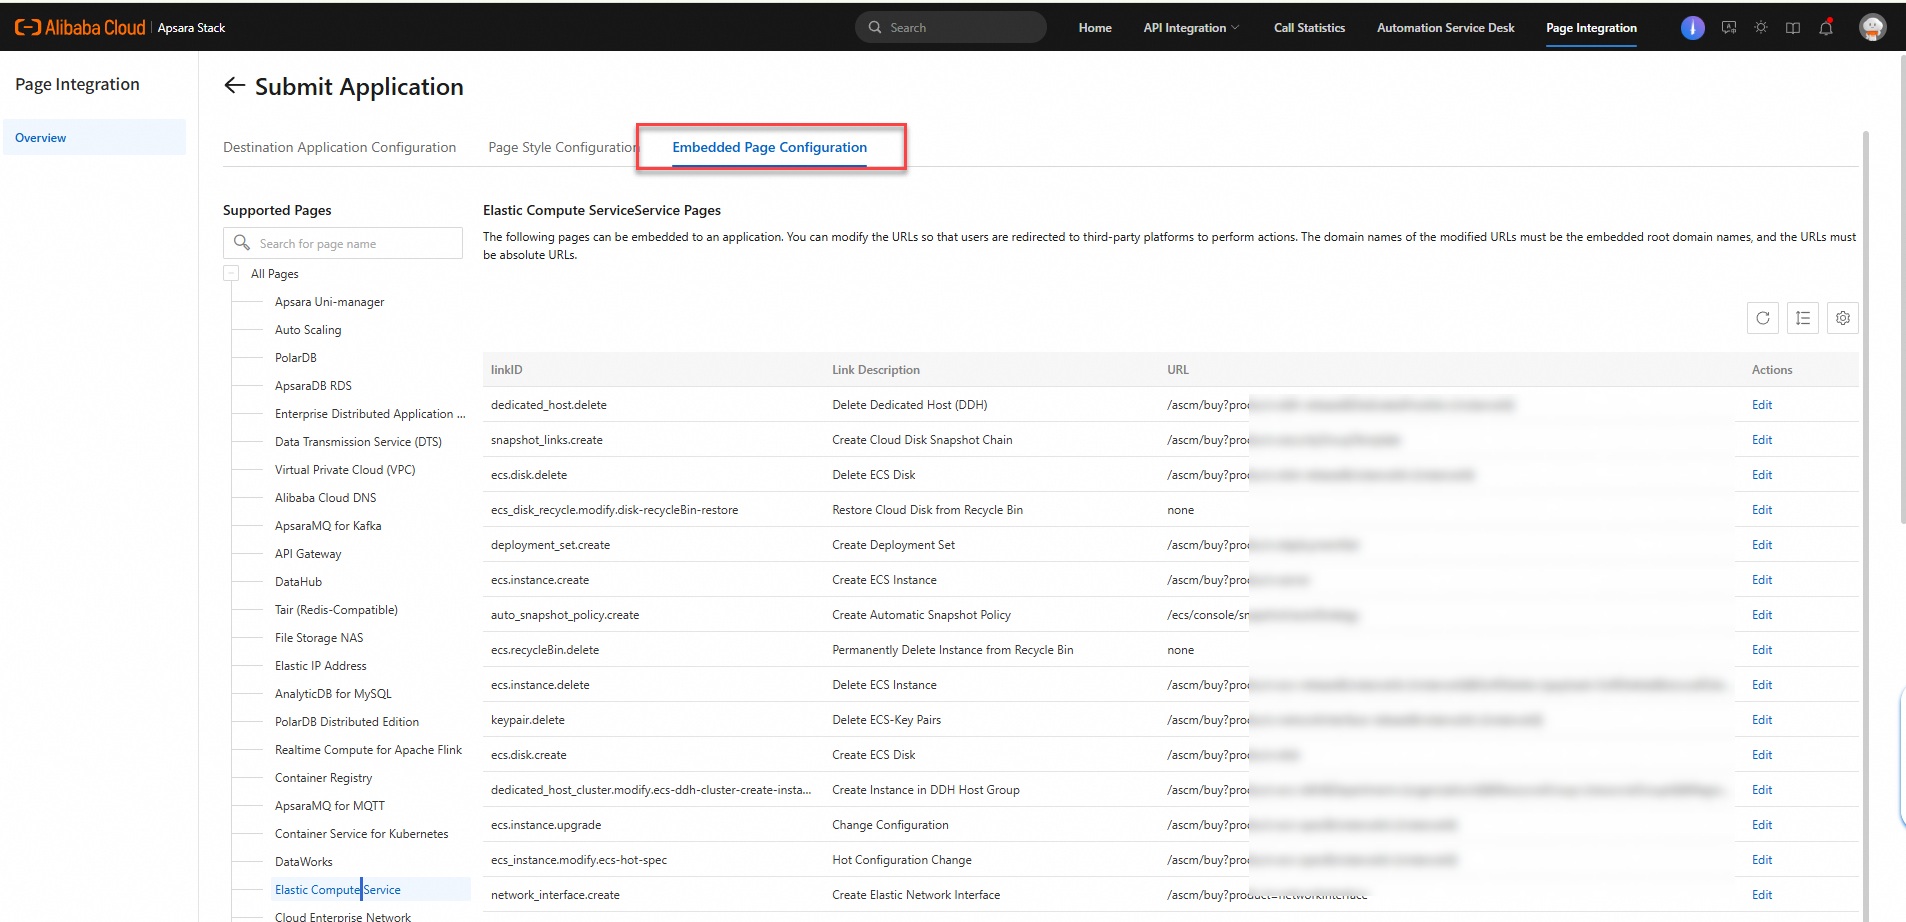 Alibaba Cloud | Apsara Stack
Search
Home
API Integration
Call Statistics
Automation Service Desk
Page Integration
Page Integration
Overview
Submit Application
Destination Application Configuration
Page Style Configuration
Embedded Page Configuration
Supported Pages
Search for page name
All Pages
Apsara Uni-manager
Auto Scaling
PolarDB
ApsaraDB RDS
Enterprise Distributed Application ...
Data Transmission Service (DTS)
Virtual Private Cloud (VPC)
Alibaba Cloud DNS
ApsaraMQ for Kafka
API Gateway
DataHub
Tair (Redis-Compatible)
File Storage NAS
Elastic IP Address
AnalyticDB for MySQL
PolarDB Distributed Edition
Realtime Compute for Apache Flink
Container Registry
ApsaraMQ for MQTT
Container Service for Kubernetes
DataWorks
Elastic Compute Service
Cloud Enterprise Network
Elastic Compute ServiceService Pages
The following pages can be embedded to an application. You can modify the URLs so that users are redirected to third-party platforms to perform actions. The domain names of the modified URLs must be the embedded root domain names, and the URLs must
be absolute URLs.
linkID Link Description URL Actions
dedicated_host.delete Delete Dedicated Host (DDH) /ascm/buy?pro Edit
snapshot_links.create Create Cloud Disk Snapshot Chain /ascm/buy?pro Edit
ecs.disk.delete Delete ECS Disk /ascm/buy?pro Edit
ecs_disk_recycle.modify.disk-recycleBin-restore Restore Cloud Disk from Recycle Bin none Edit
deployment_set.create Create Deployment Set /ascm/buy?pro Edit
ecs.instance.create Create ECS Instance /ascm/buy?pro Edit
auto_snapshot_policy.create Create Automatic Snapshot Policy /ecs/console/s Edit
ecs.recycleBin.delete Permanently Delete Instance from Recycle Bin none Edit
ecs.instance.delete Delete ECS Instance /ascm/buy?pro Edit
keypair.delete Delete ECS-Key Pairs /ascm/buy?pro Edit
ecs.disk.create Create ECS Disk /ascm/buy?pro Edit
dedicated_host_cluster.modify.ecs-ddh-cluster-create-insta... Create Instance in DDH Host Group /ascm/buy?pro Edit
ecs.instance.upgrade Change Configuration /ascm/buy?pro Edit
ecs_instance.modify.ecs-hot-spec Hot Configuration Change /ascm/buy?pro Edit
network_interface.create Create Elastic Network Interface /ascm/buy?product=networkinterface Edit